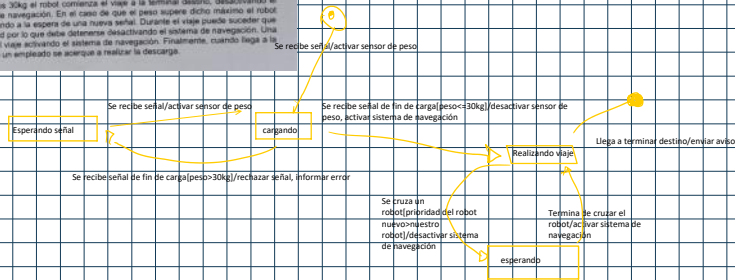 s 30kg el robot comienza el viaje a la terminal destino, desactivando el
navegación. En el caso de que el peso supere dicho máximo el robot
ndo a la espera de una nueva señal. Durante el viaje puede suceder que
d por lo que debe detenerse desactivando el sistema de navegación. Una
l viaje activando el sistema de navegación. Finalmente, cuando llega a la
un empleado se acerque a realizar la descarga.
Se recibe señal/activar sensor de peso
Se recibe señal/activar sensor de peso
Se recibe señal de fin de carga[peso<=30kg]/desactivar sensor de
peso, activar sistema de navegación
Esperando señal
cargando
Llega a terminar destino/enviar aviso
Realizando viaje
Se recibe señal de fin de carga[peso>30kg]/rechazar señal, informar error
Se cruza un
robot[prioridad del robot
nuevo>nuestro
robot]/desactivar sistema
de navegación
Termina de cruzar el
robot/activar sistema de
navegación
esperando